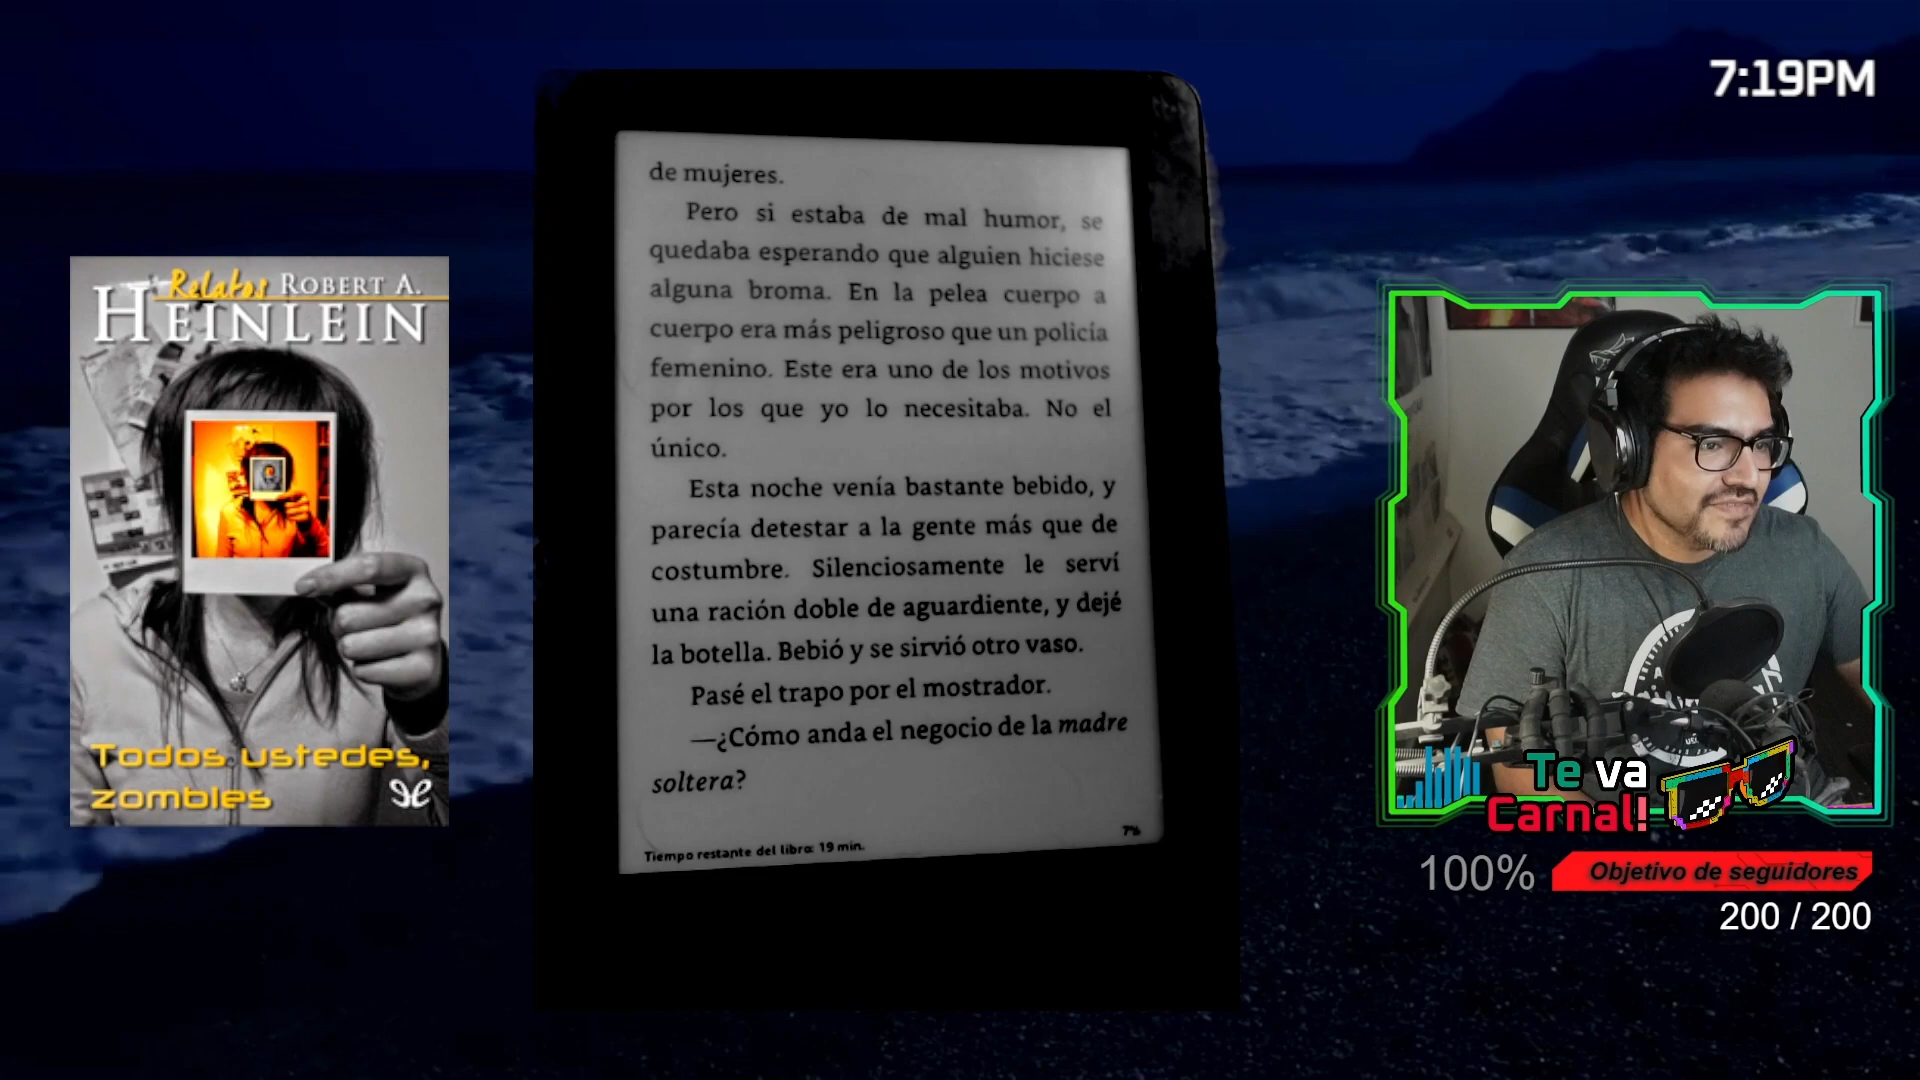 7:19PM
Relatos ROBERT A.
HEINLEIN
Todos ustedes,
zombies
de mujeres.
Pero si estaba de mal humor, se
quedaba esperando que alguien hiciese
alguna broma. En la pelea cuerpo a
cuerpo era más peligroso que un policía
femenino. Este era uno de los motivos
por los que yo lo necesitaba. No el
único.
Esta noche venía bastante bebido, y
parecía detestar a la gente más que de
costumbre. Silenciosamente le serví
una ración doble de aguardiente, y dejé
la botella. Bebió y se sirvió otro vaso.
Pasé el trapo por el mostrador.
—¿Cómo anda el negocio de la madre
soltera?
Tiempo restante del libro: 19 min.
7%
Te va
Carnal!
100% Objetivo de seguidores
200 / 200